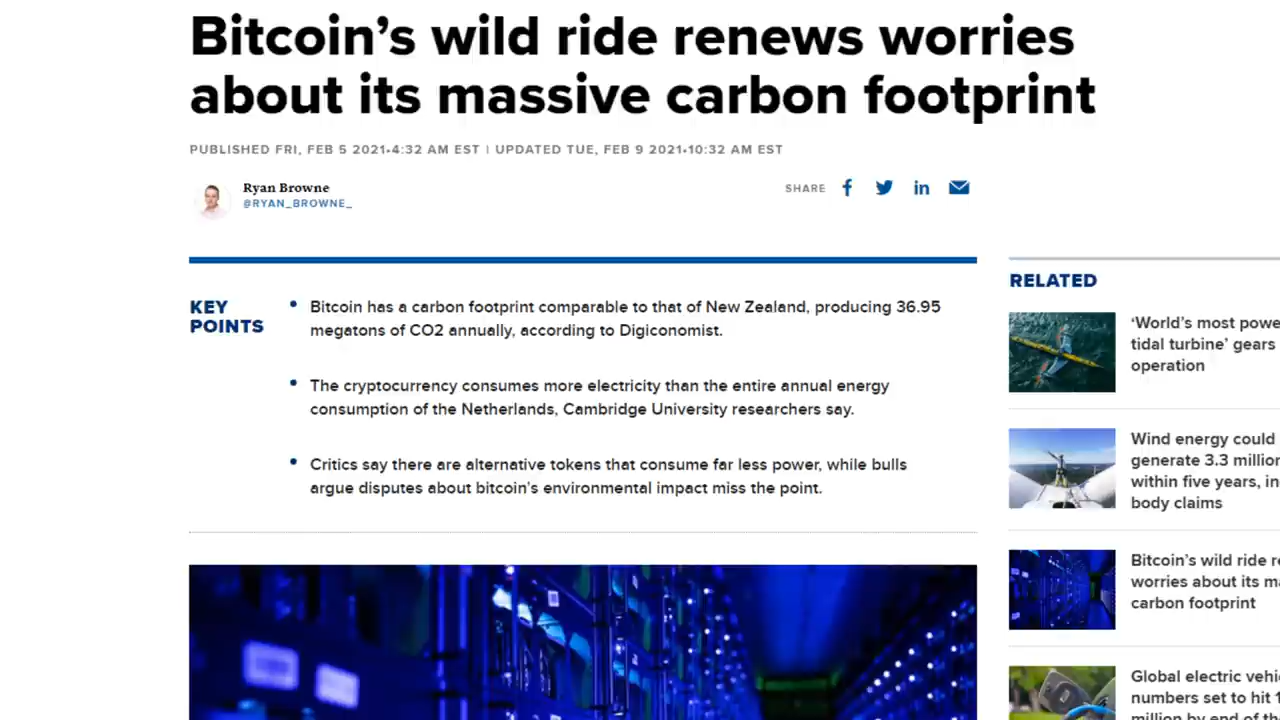 Bitcoin’s wild ride renews worries
about its massive carbon footprint
PUBLISHED FRI, FEB 5 2021•4:32 AM EST | UPDATED TUE, FEB 9 2021•10:32 AM EST
Ryan Browne
@RYAN_BROWNE_
SHARE
KEY
POINTS
• Bitcoin has a carbon footprint comparable to that of New Zealand, producing 36.95
megatons of CO2 annually, according to Digiconomist.
• The cryptocurrency consumes more electricity than the entire annual energy
consumption of the Netherlands, Cambridge University researchers say.
• Critics say there are alternative tokens that consume far less power, while bulls
argue disputes about bitcoin’s environmental impact miss the point.
RELATED
‘World’s most powe
tidal turbine’ gears
operation
Wind energy could
generate 3.3 million
within five years, in
body claims
Bitcoin’s wild ride re
worries about its ma
carbon footprint
Global electric vehi
numbers set to hit 1
million by end of th